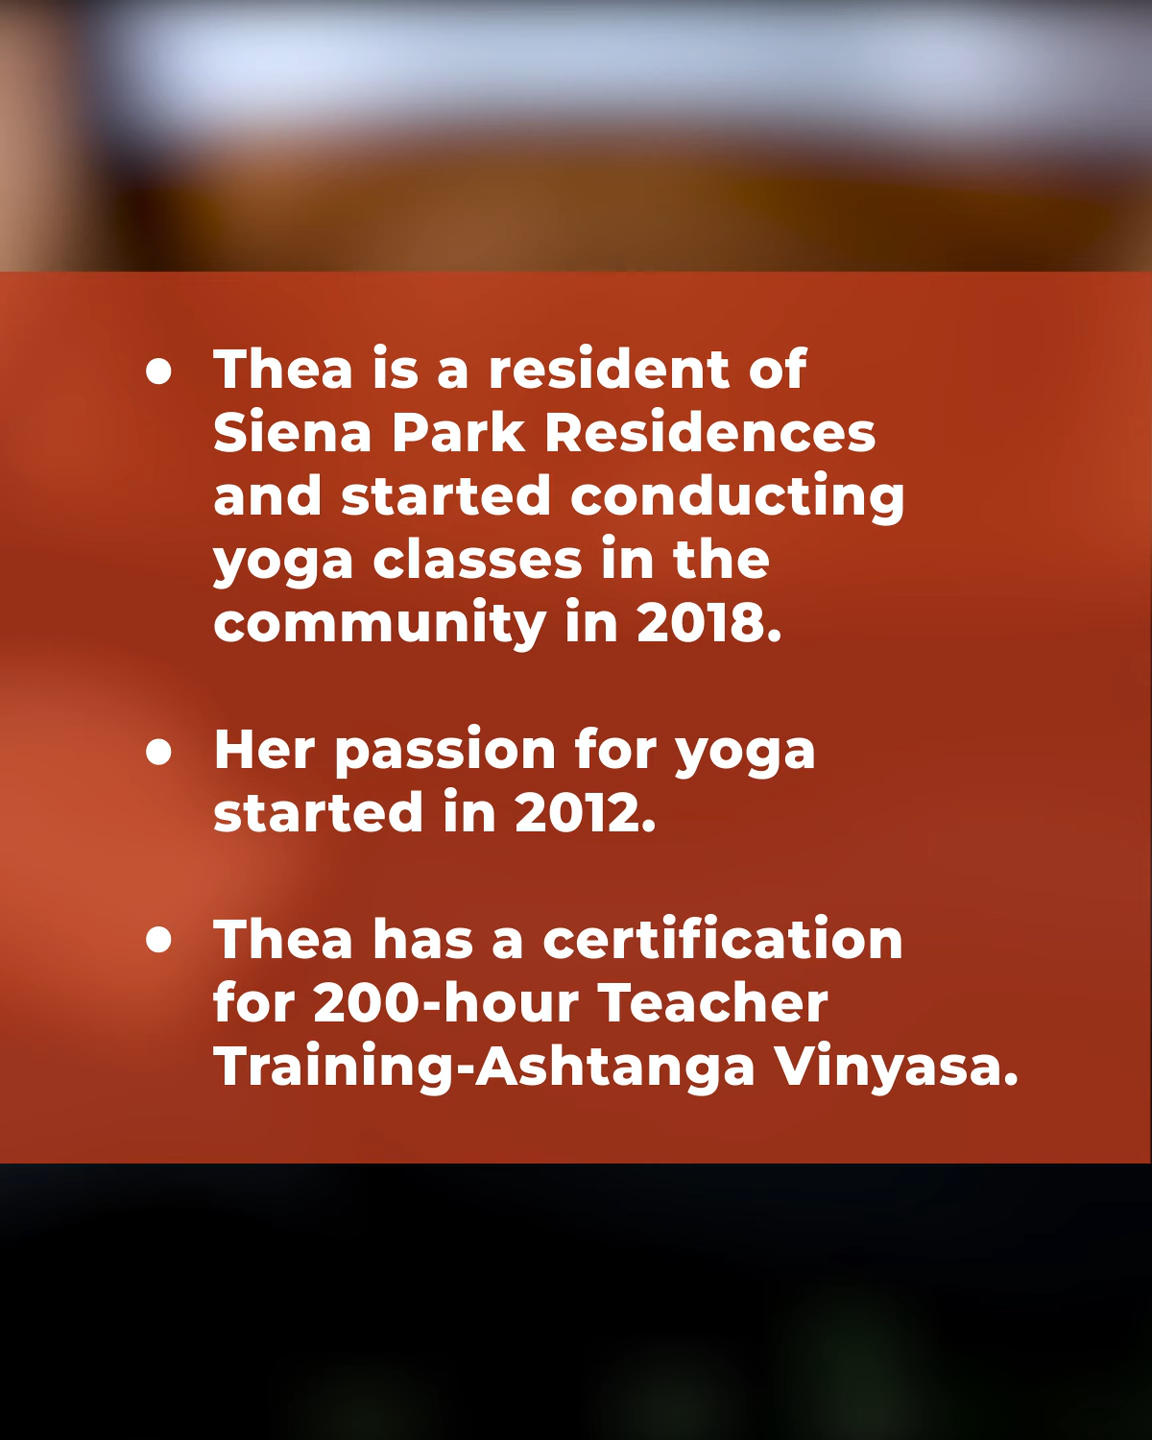 • Thea is a resident of
Siena Park Residences
and started conducting
yoga classes in the
community in 2018.
• Her passion for yoga
started in 2012.
• Thea has a certification
for 200-hour Teacher
Training-Ashtanga Vinyasa.